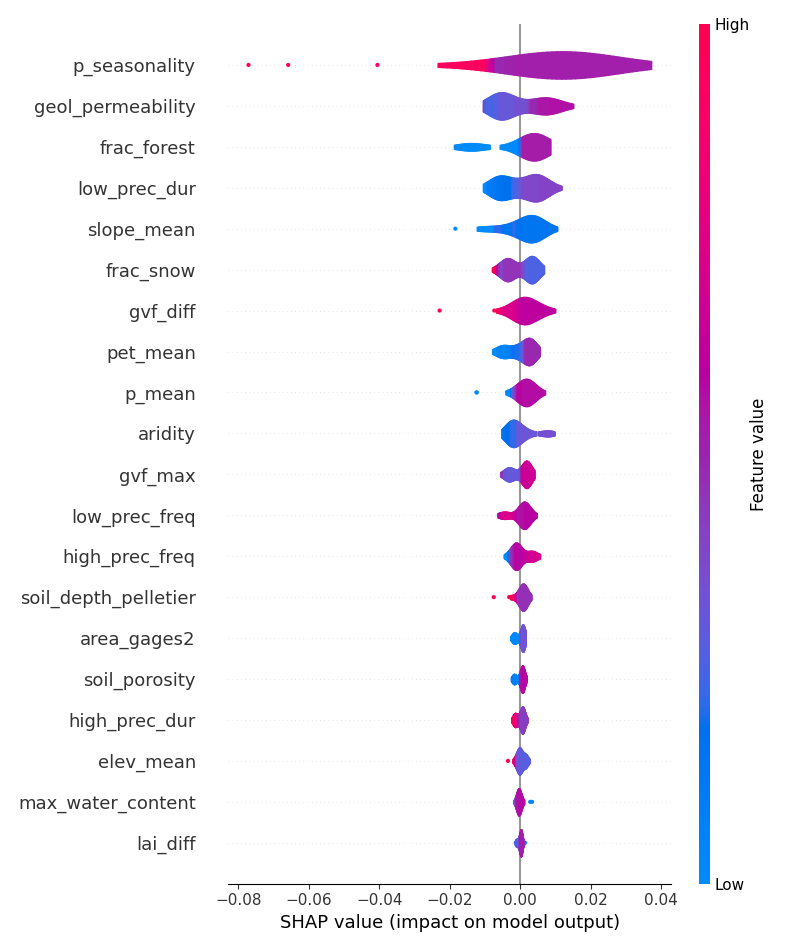 High
p_seasonality
geol_permeability
frac_forest
low_prec_dur
slope_mean
frac_snow
gvf_diff
pet_mean
p_mean
aridity
gvf_max
low_prec_freq
high_prec_freq
soil_depth_pelletier
area_gages2
soil_porosity
high_prec_dur
elev_mean
max_water_content
lai_diff
Feature value
Low
−0.08 −0.06 −0.04 −0.02 0.00 0.02 0.04
SHAP value (impact on model output)